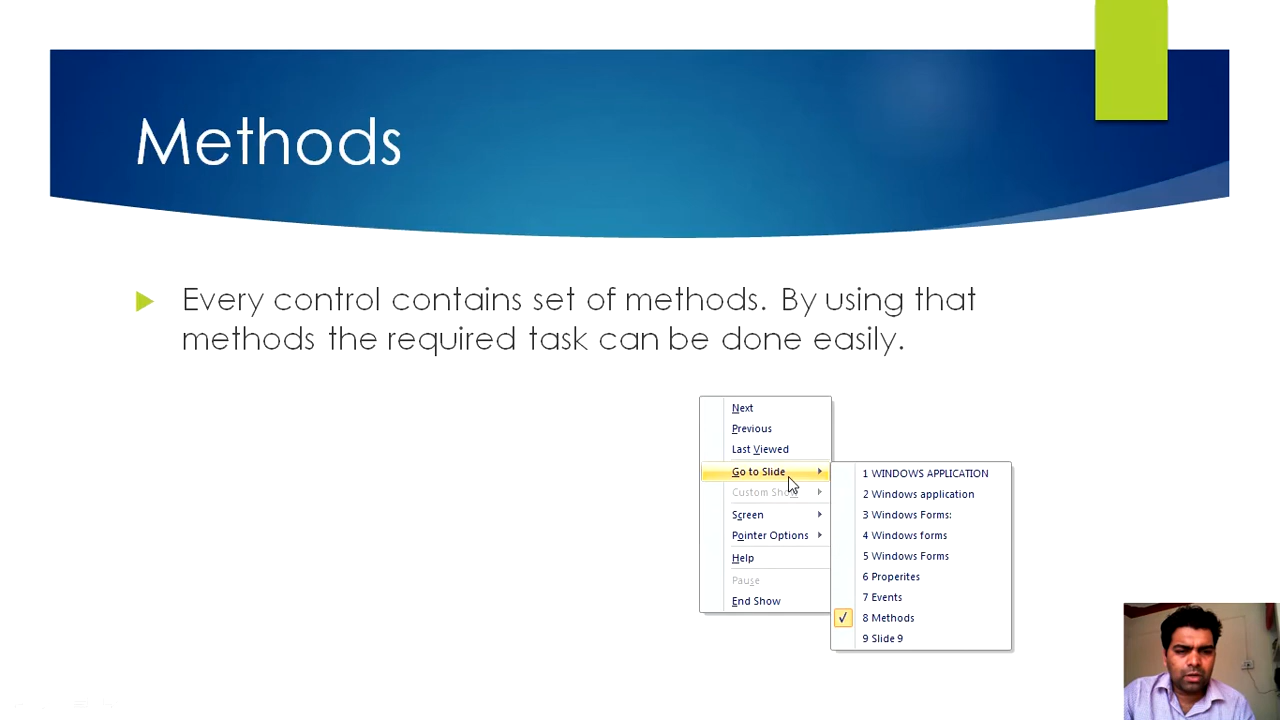 Methods
Every control contains set of methods. By using that
methods the required task can be done easily.
Next
Previous
Last Viewed
Go to Slide
Custom Show
Screen
Pointer Options
Help
Pause
End Show
1 WINDOWS APPLICATION
2 Windows application
3 Windows Forms:
4 Windows forms
5 Windows Forms
6 Properites
7 Events
8 Methods
9 Slide 9